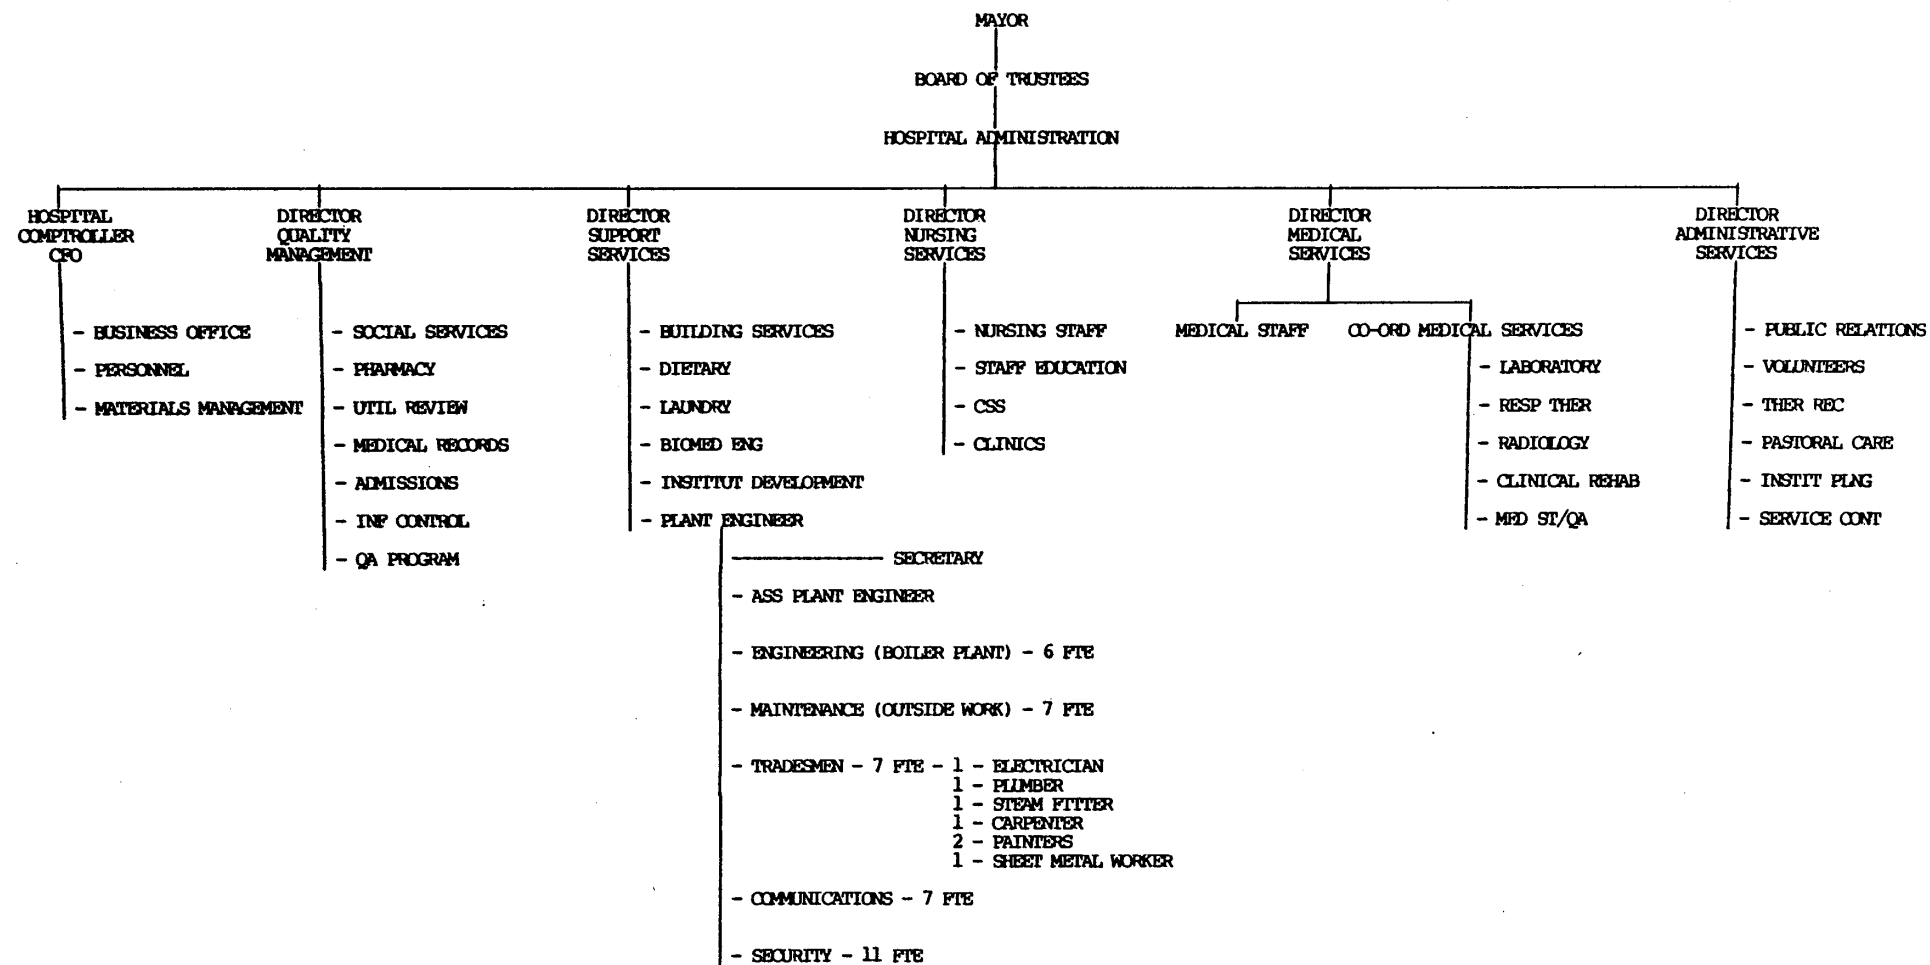 MAYOR
BOARD OF TRUSTEES
HOSPITAL ADMINISTRATION
HOSPITAL
COMPTROLLER
CFO
- BUSINESS OFFICE
- PERSONNEL
- MATERIALS MANAGEMENT
DIRECTOR
QUALITY
MANAGEMENT
- SOCIAL SERVICES
- PHARMACY
- UTIL REVIEW
- MEDICAL RECORDS
- ADMISSIONS
- INF CONTROL
- QA PROGRAM
DIRECTOR
SUPPORT
SERVICES
- BUILDING SERVICES
- DIETARY
- LAUNDRY
- BIOMED ENG
- INSTITUT DEVELOPMENT
- PLANT ENGINEER
SECRETARY
- ASS PLANT ENGINEER
- ENGINEERING (BOILER PLANT) - 6 FTE
- MAINTENANCE (OUTSIDE WORK) - 7 FTE
- TRADESMEN - 7 FTE - 1 - ELECTRICIAN
1 - PLUMBER
1 - STEAM FITTER
1 - CARPENTER
2 - PAINTERS
1 - SHEET METAL WORKER
- COMMUNICATIONS - 7 FTE
- SECURITY - 11 FTE
DIRECTOR
NURSING
SERVICES
- NURSING STAFF
- STAFF EDUCATION
- CSS
- CLINICS
DIRECTOR
MEDICAL
SERVICES
MEDICAL STAFF
CO-ORD MEDICAL SERVICES
- LABORATORY
- RESP THER
- RADIOLOGY
- CLINICAL REHAB
- MED ST/QA
DIRECTOR
ADMINISTRATIVE
SERVICES
- PUBLIC RELATIONS
- VOLUNTEERS
- THER REC
- PASTORAL CARE
- INSTIT PLNG
- SERVICE CONT